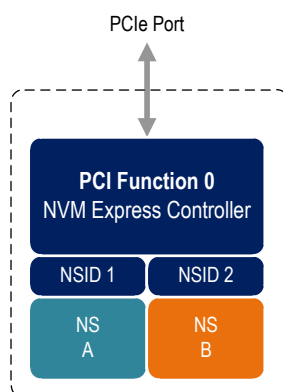 PCIe Port
PCI Function 0
NVM Express Controller
NSID 1 NSID 2
NS NS
A B